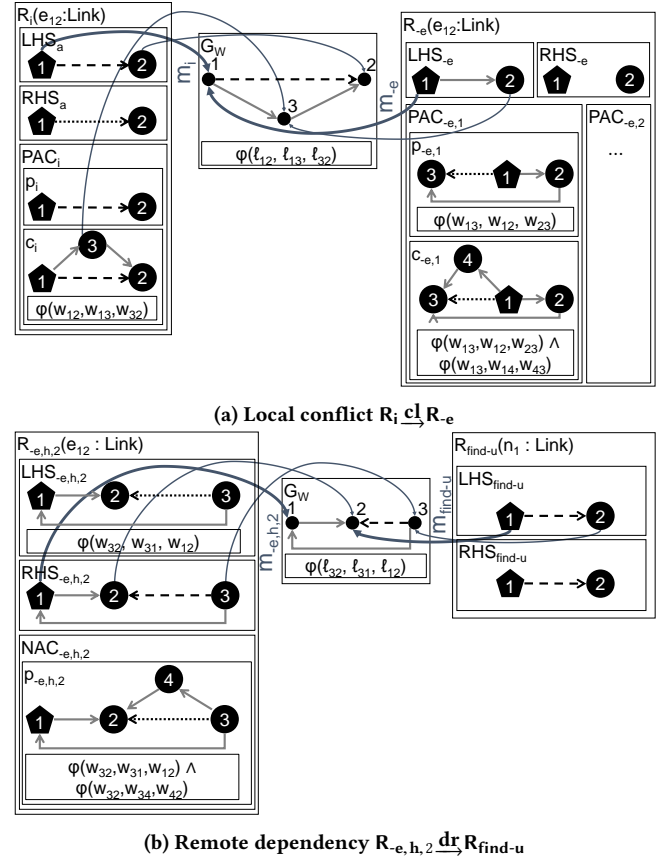 Rᵢ(e₁₂:Link)
LHSₐ
1
2
RHSₐ
1
2
PACᵢ
pᵢ
1
2
cᵢ
3
1
2
φ(w₁₂,w₁₃,w₃₂)
mᵢ
G_W
1
2
3
φ(ℓ₁₂, ℓ₁₃, ℓ₃₂)
m₋ₑ
R₋ₑ(e₁₂:Link)
LHS₋ₑ
1
2
RHS₋ₑ
1
2
PAC₋ₑ,₁
p₋ₑ,₁
3
1
2
φ(w₁₃, w₁₂, w₂₃)
c₋ₑ,₁
4
3
1
2
φ(w₁₃,w₁₂,w₂₃) ∧
φ(w₁₃,w₁₄,w₄₃)
PAC₋ₑ,₂
...
(a) Local conflict Rᵢ cl→ R₋ₑ
R₋ₑ,ₕ,₂(e₁₂ : Link)
LHS₋ₑ,ₕ,₂
1
2
3
φ(w₃₂, w₃₁, w₁₂)
RHS₋ₑ,ₕ,₂
1
2
3
NAC₋ₑ,ₕ,₂
p₋ₑ,ₕ,₂
4
1
2
3
φ(w₃₂,w₃₁,w₁₂) ∧
φ(w₃₂,w₃₄,w₄₂)
m₋ₑ,ₕ,₂
G_W
1
2
3
φ(ℓ₃₂, ℓ₃₁, ℓ₁₂)
m_find-u
R_find-u(n₁ : Link)
LHS_find-u
1
2
RHS_find-u
1
2
(b) Remote dependency R₋ₑ,ₕ,₂ dr→ R_find-u